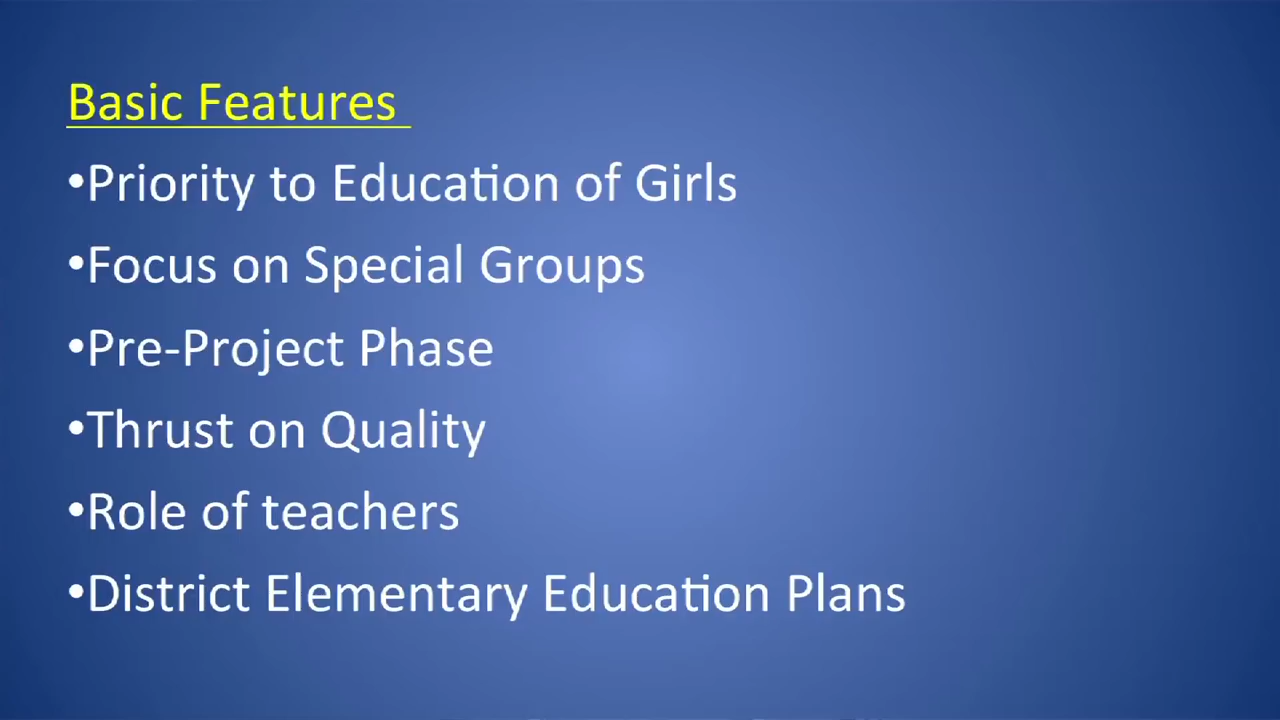 Basic Features
•Priority to Education of Girls
•Focus on Special Groups
•Pre-Project Phase
•Thrust on Quality
•Role of teachers
•District Elementary Education Plans